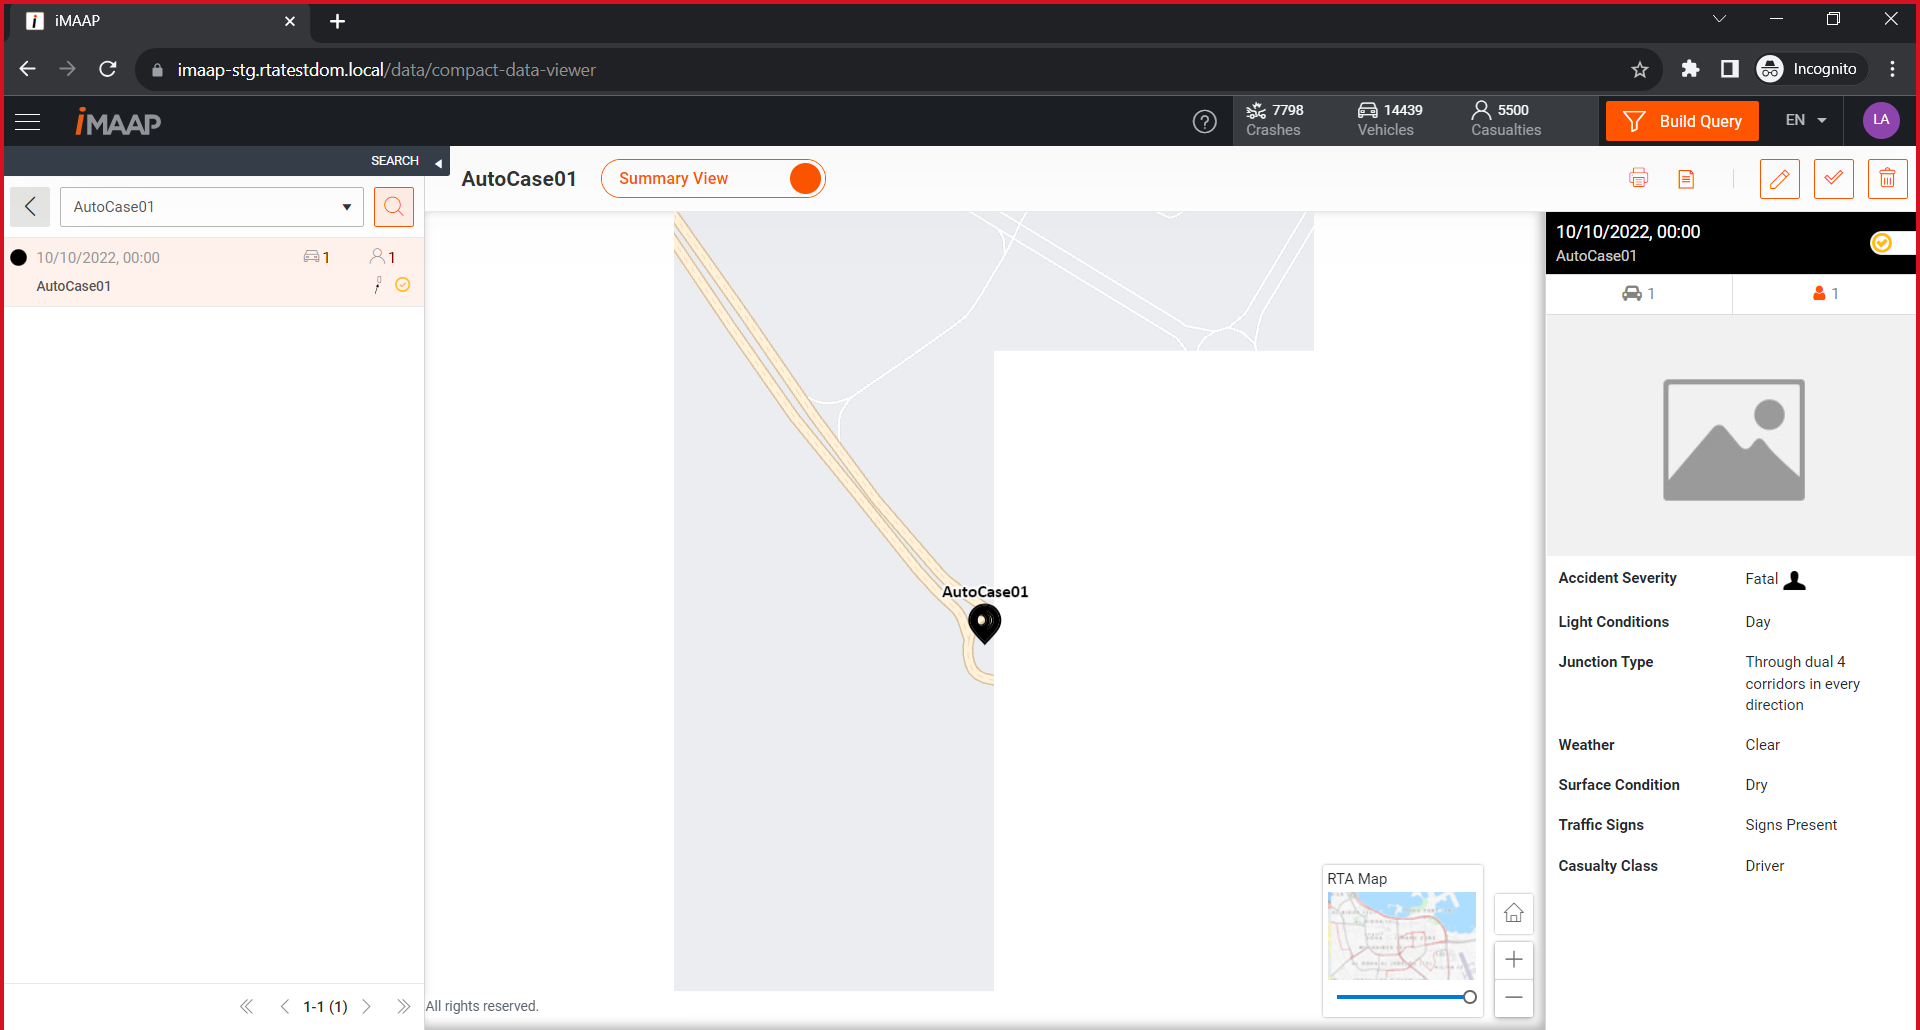 iMAAP
imaap-stg.rtatestdom.local/data/compact-data-viewer
Incognito
iMAAP
7798
Crashes
14439
Vehicles
5500
Casualties
Build Query
EN
LA
SEARCH
AutoCase01
10/10/2022, 00:00
1
1
AutoCase01
AutoCase01
Summary View
AutoCase01
10/10/2022, 00:00
AutoCase01
1
1
Accident Severity
Fatal
Light Conditions
Day
Junction Type
Through dual 4
corridors in every
direction
Weather
Clear
Surface Condition
Dry
Traffic Signs
Signs Present
Casualty Class
Driver
RTA Map
1-1 (1)
All rights reserved.